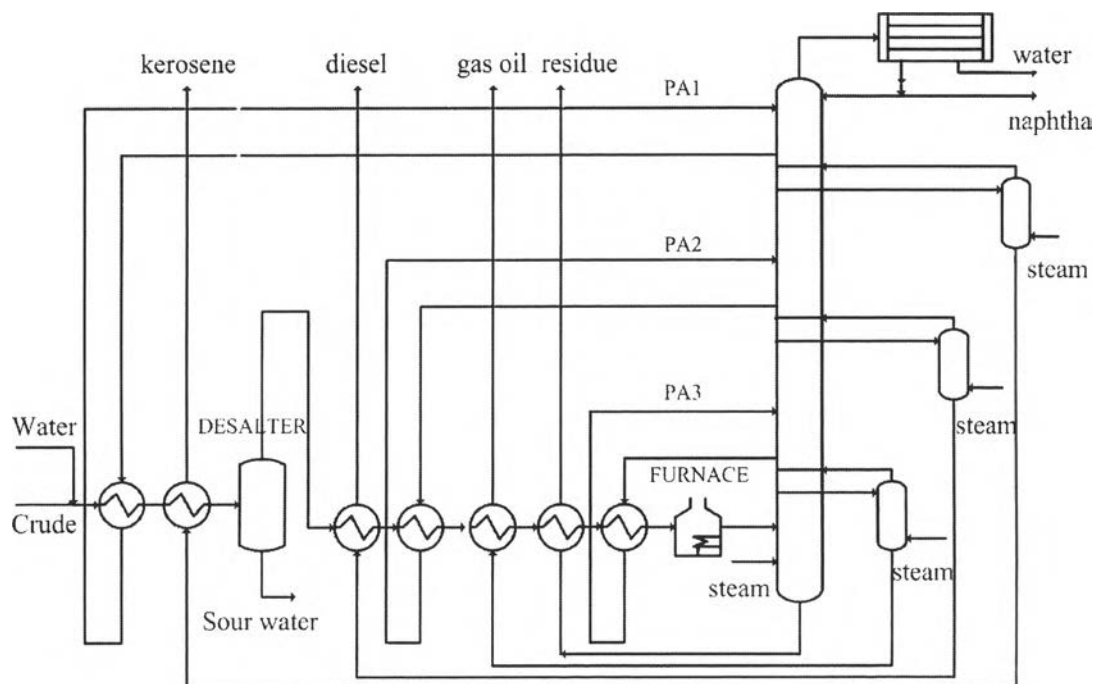 kerosene
diesel
gas oil
residue
PA1
water
naphtha
steam
PA2
PA3
steam
Water
DESALTER
FURNACE
Crude
steam
steam
Sour water